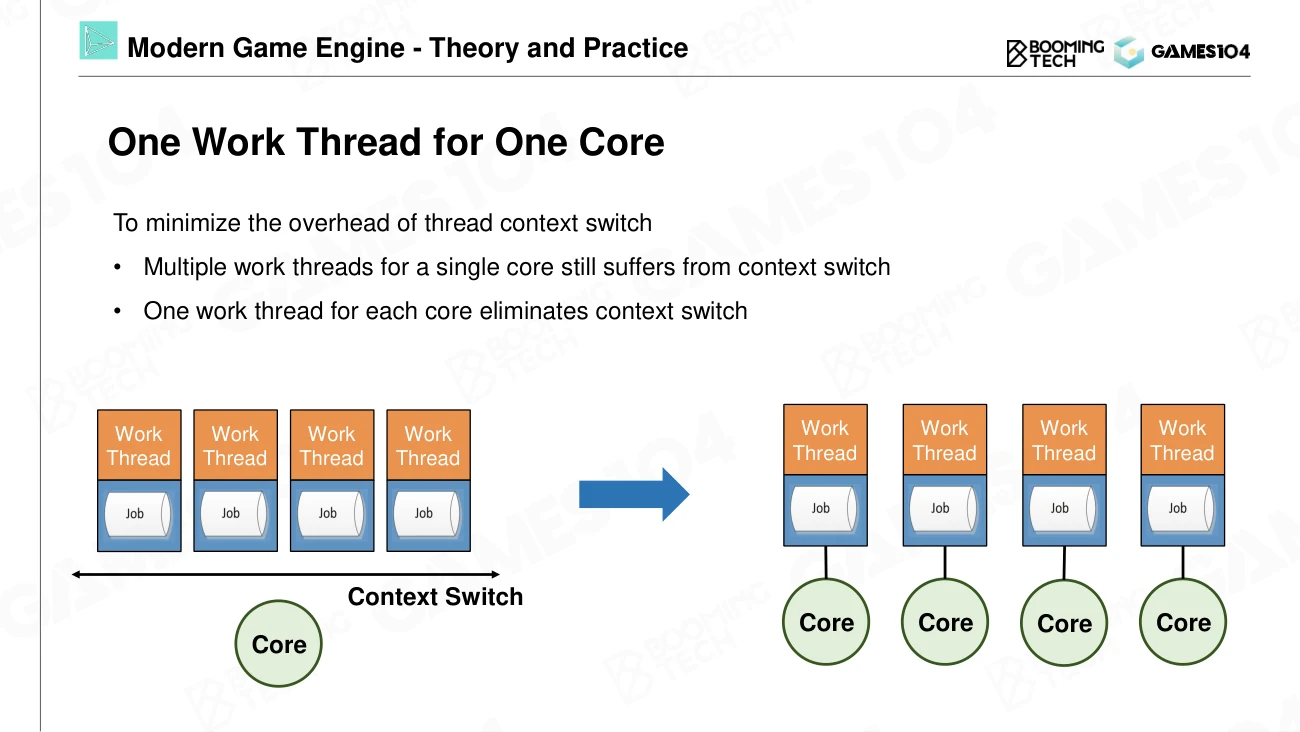 Modern Game Engine - Theory and Practice
BOOMING
TECH
GAMES104
One Work Thread for One Core
To minimize the overhead of thread context switch
• Multiple work threads for a single core still suffers from context switch
• One work thread for each core eliminates context switch
Work
Thread
Job
Work
Thread
Job
Work
Thread
Job
Work
Thread
Job
Context Switch
Core
Work
Thread
Job
Core
Work
Thread
Job
Core
Work
Thread
Job
Core
Work
Thread
Job
Core